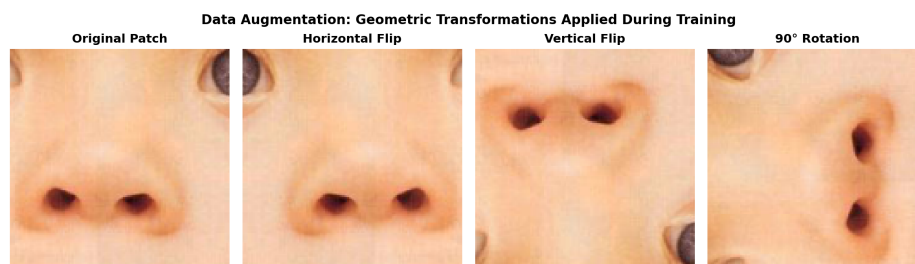 Data Augmentation: Geometric Transformations Applied During Training
Original Patch
Horizontal Flip
Vertical Flip
90° Rotation